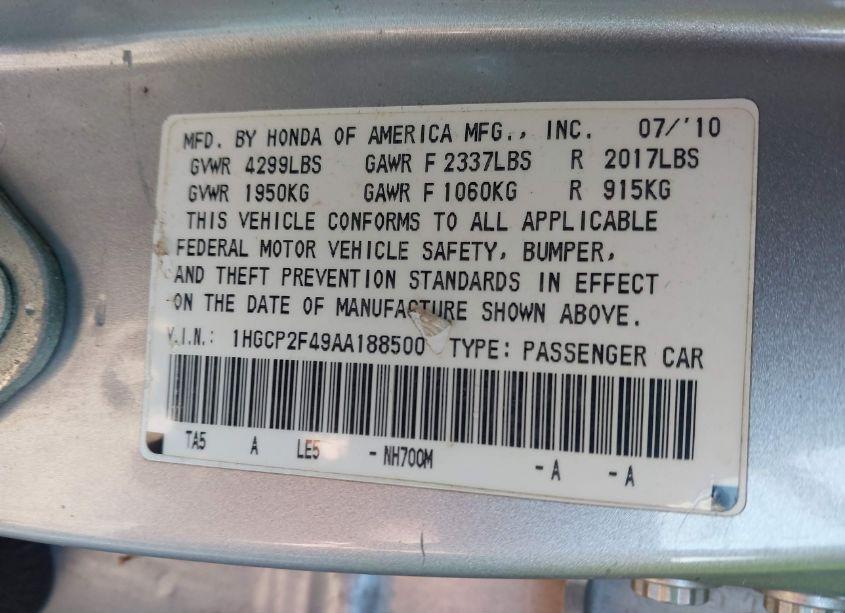 MFD. BY HONDA OF AMERICA MFG., INC. 07/'10
GVWR 4299LBS GAWR F 2337LBS R 2017LBS
GVWR 1950KG GAWR F 1060KG R 915KG
THIS VEHICLE CONFORMS TO ALL APPLICABLE
FEDERAL MOTOR VEHICLE SAFETY, BUMPER,
AND THEFT PREVENTION STANDARDS IN EFFECT
ON THE DATE OF MANUFACTURE SHOWN ABOVE.
V.I.N.: 1HGCP2F49AA188500 TYPE: PASSENGER CAR
TA5 A LE5 -NH700M -A -A